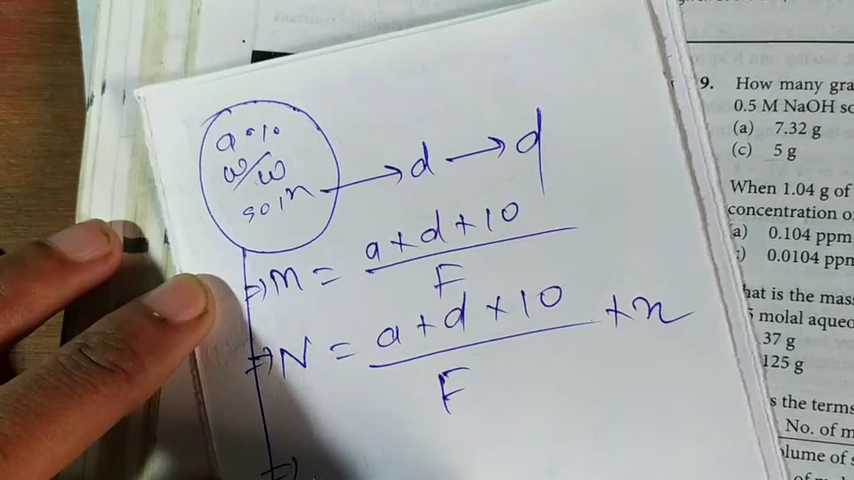 a %
w/w
soln → d → d
⇒ M = a × d × 10
F
⇒ N = a × d × 10 × n
F
⇒
9. How many gra
0.5 M NaOH so
(a) 7.32 g
(c) 5 g
When 1.04 g of
concentration o
a) 0.104 ppm
) 0.0104 ppm
hat is the mas
5 molal aqueo
37 g
125 g
s the terms
No. of m
olume of s